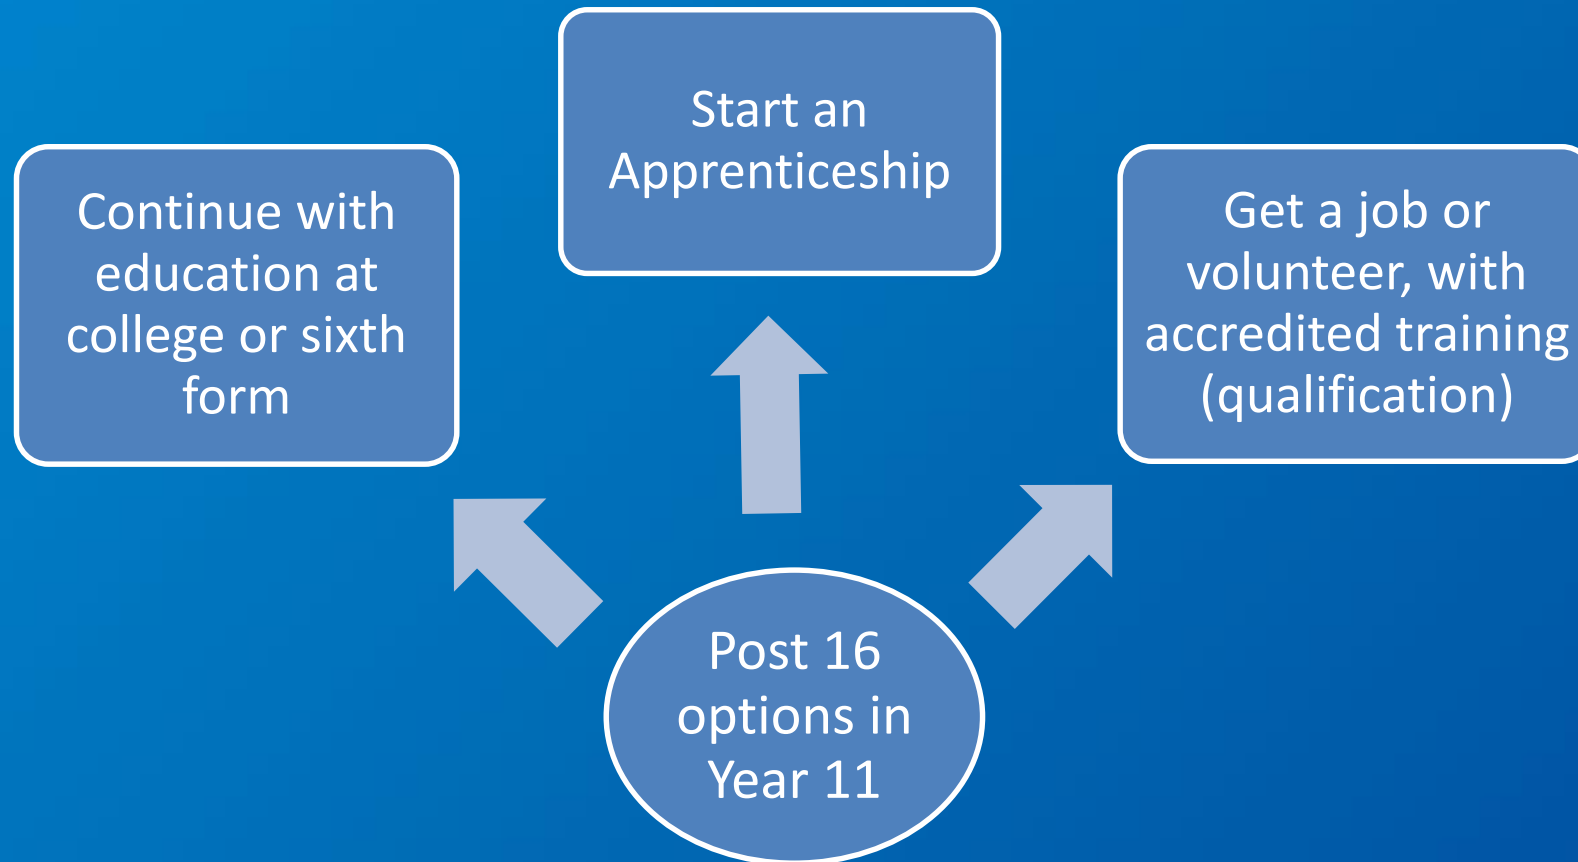 Start an
Apprenticeship
Continue with
education at
college or sixth
form
Get a job or
volunteer, with
accredited training
(qualification)
Post 16
options in
Year 11